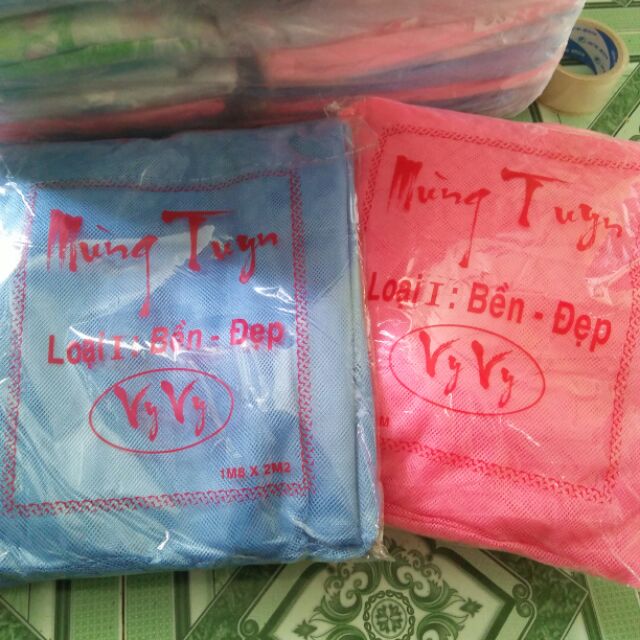 Mùng Tuyn
Loại I : Bền - Đẹp
Vy Vy
1M8 X 2M2
Mùng Tuyn
Loại I : Bền - Đẹp
Vy Vy
M